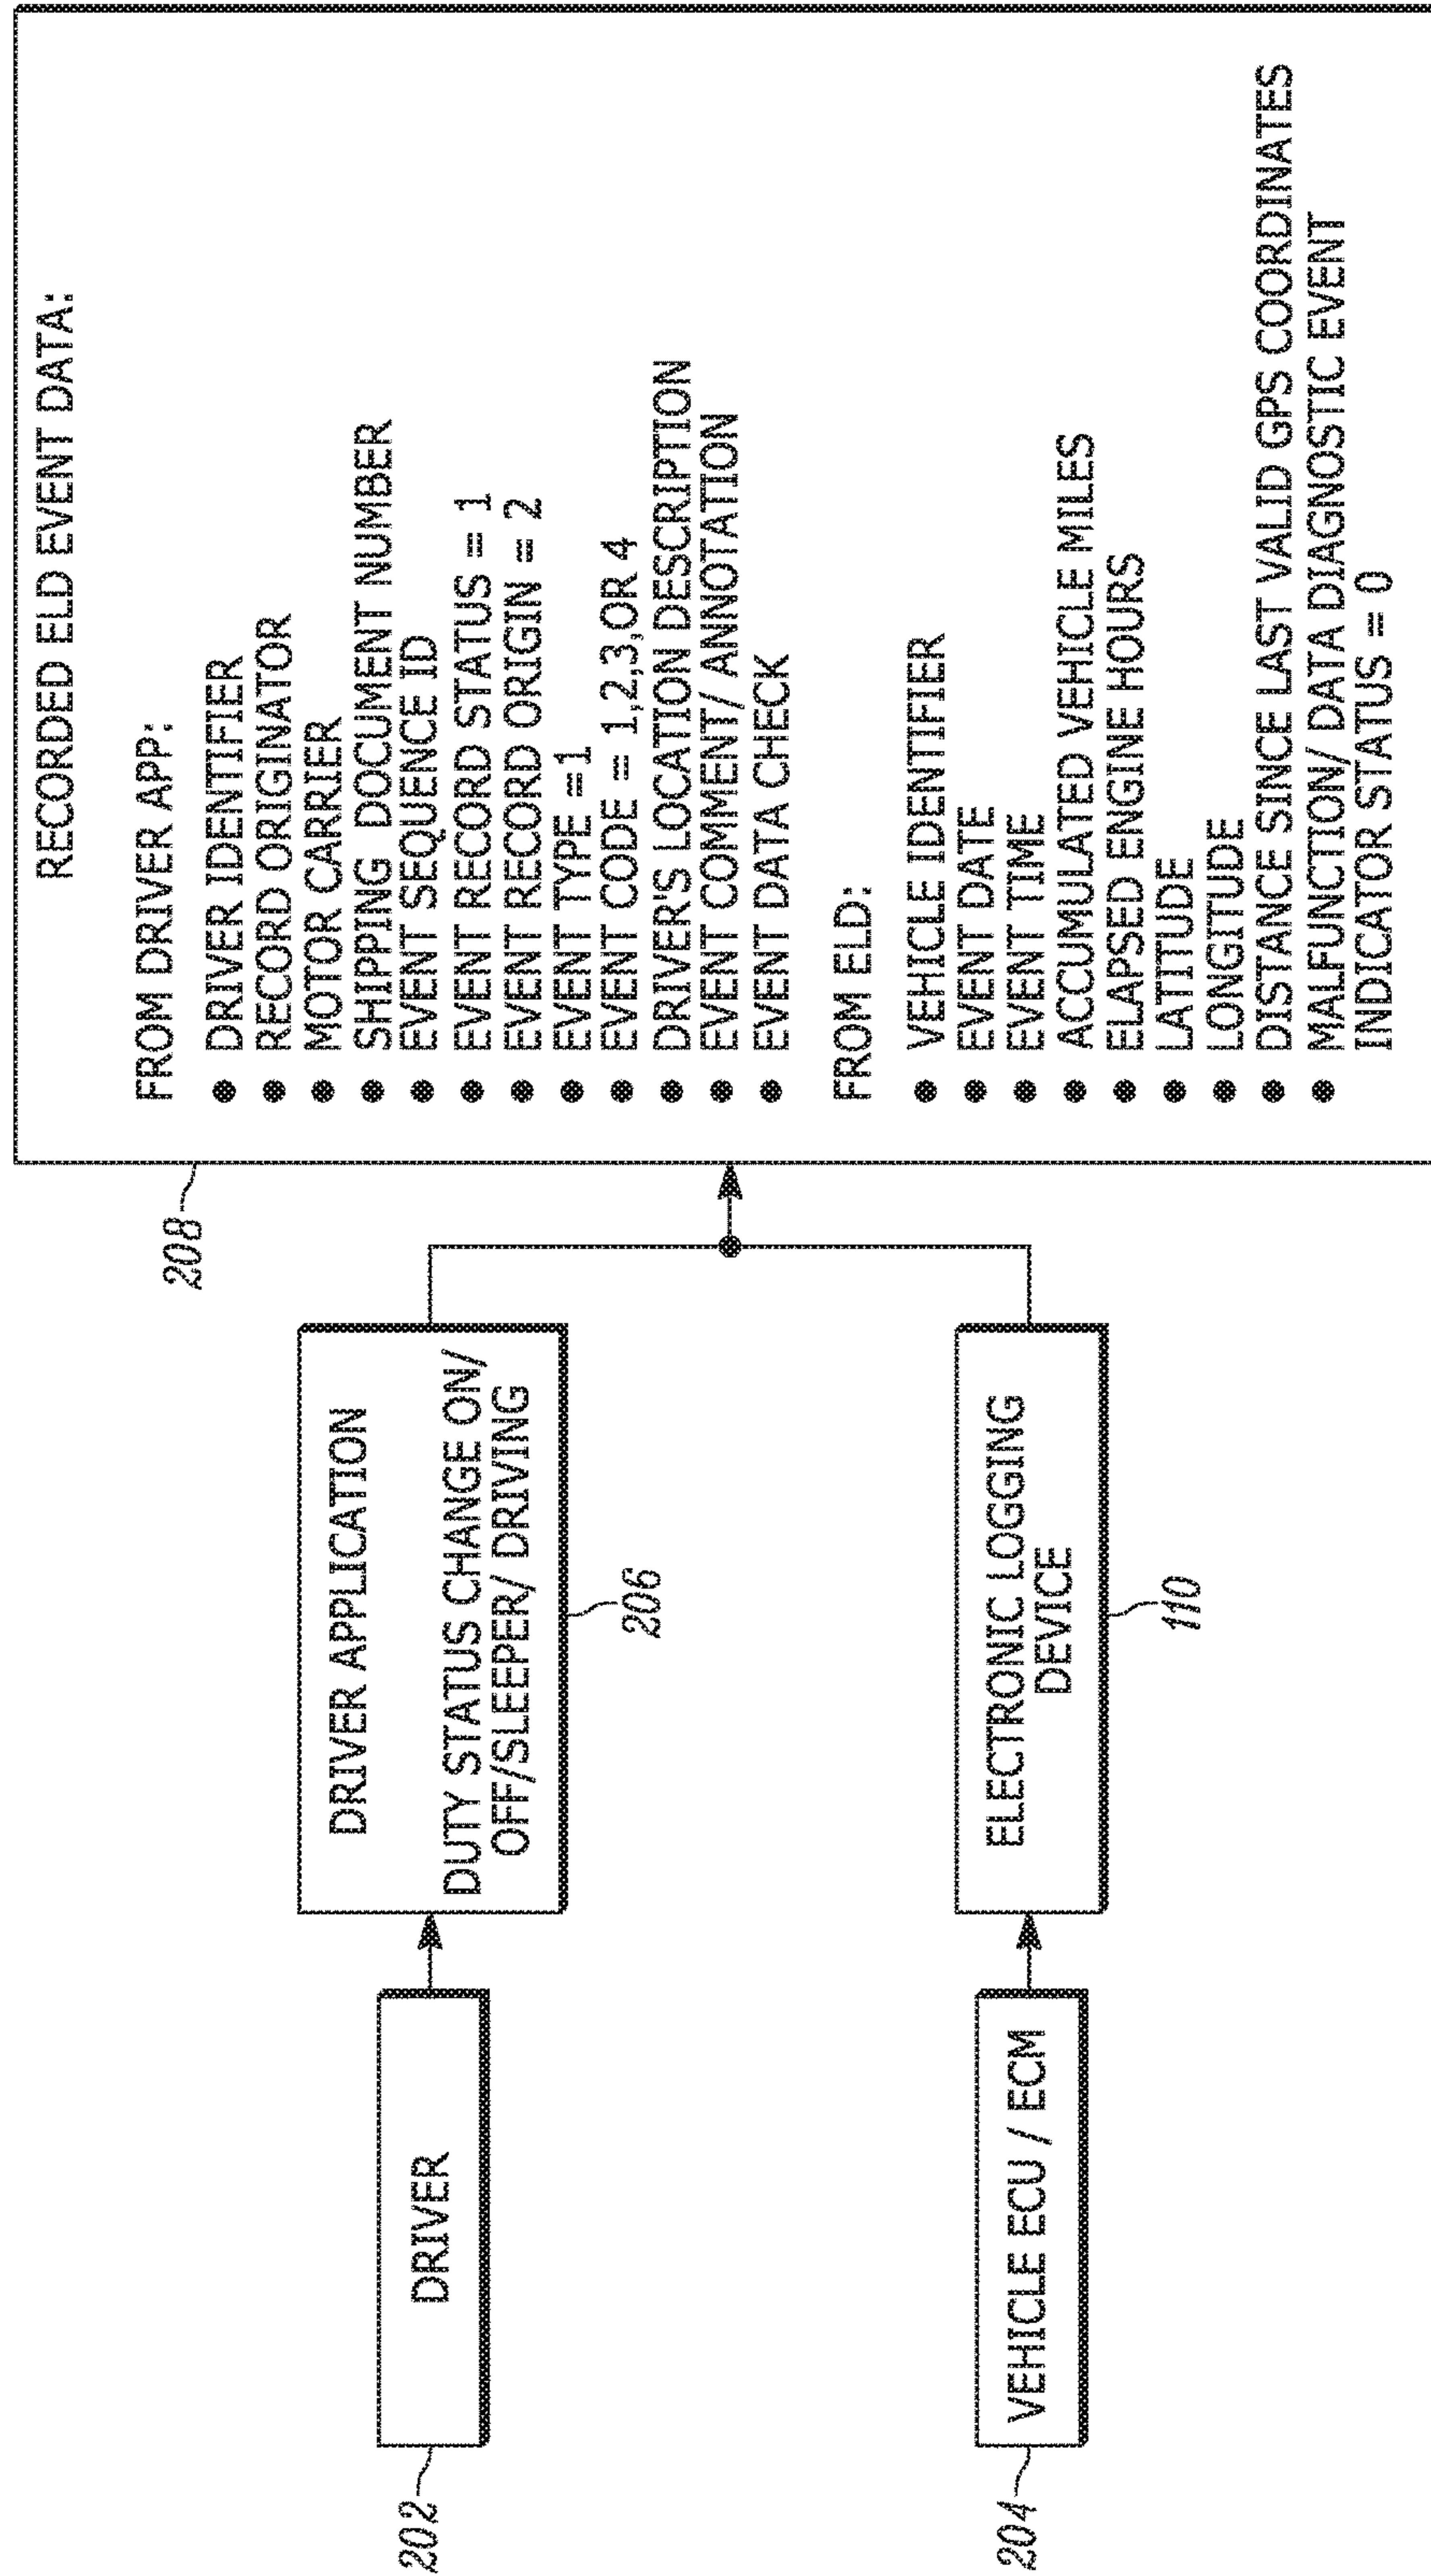 202
DRIVER
DRIVER APPLICATION
DUTY STATUS CHANGE ON/
OFF/SLEEPER/ DRIVING
206
204
VEHICLE ECU / ECM
ELECTRONIC LOGGING
DEVICE
110
208
RECORDED ELD EVENT DATA:
FROM DRIVER APP:
● DRIVER IDENTIFIER
● RECORD ORIGINATOR
● MOTOR CARRIER
● SHIPPING DOCUMENT NUMBER
● EVENT SEQUENCE ID
● EVENT RECORD STATUS = 1
● EVENT RECORD ORIGIN = 2
● EVENT TYPE =1
● EVENT CODE = 1,2,3,OR 4
● DRIVER'S LOCATION DESCRIPTION
● EVENT COMMENT/ ANNOTATION
● EVENT DATA CHECK
FROM ELD:
● VEHICLE IDENTIFIER
● EVENT DATE
● EVENT TIME
● ACCUMULATED VEHICLE MILES
● ELAPSED ENGINE HOURS
● LATITUDE
● LONGITUDE
● DISTANCE SINCE LAST VALID GPS COORDINATES
● MALFUNCTION/ DATA DIAGNOSTIC EVENT
INDICATOR STATUS = 0